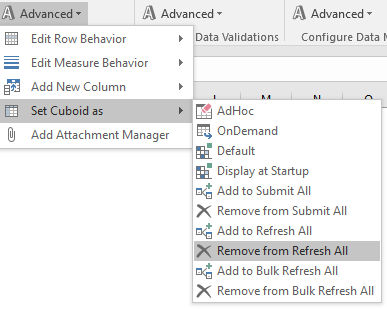 Advanced Advanced Advanced
Data Validations Configure Data M
Edit Row Behavior
Edit Measure Behavior
Add New Column
Set Cuboid as
Add Attachment Manager
AdHoc
OnDemand
Default
Display at Startup
Add to Submit All
Remove from Submit All
Add to Refresh All
Remove from Refresh All
Add to Bulk Refresh All
Remove from Bulk Refresh All